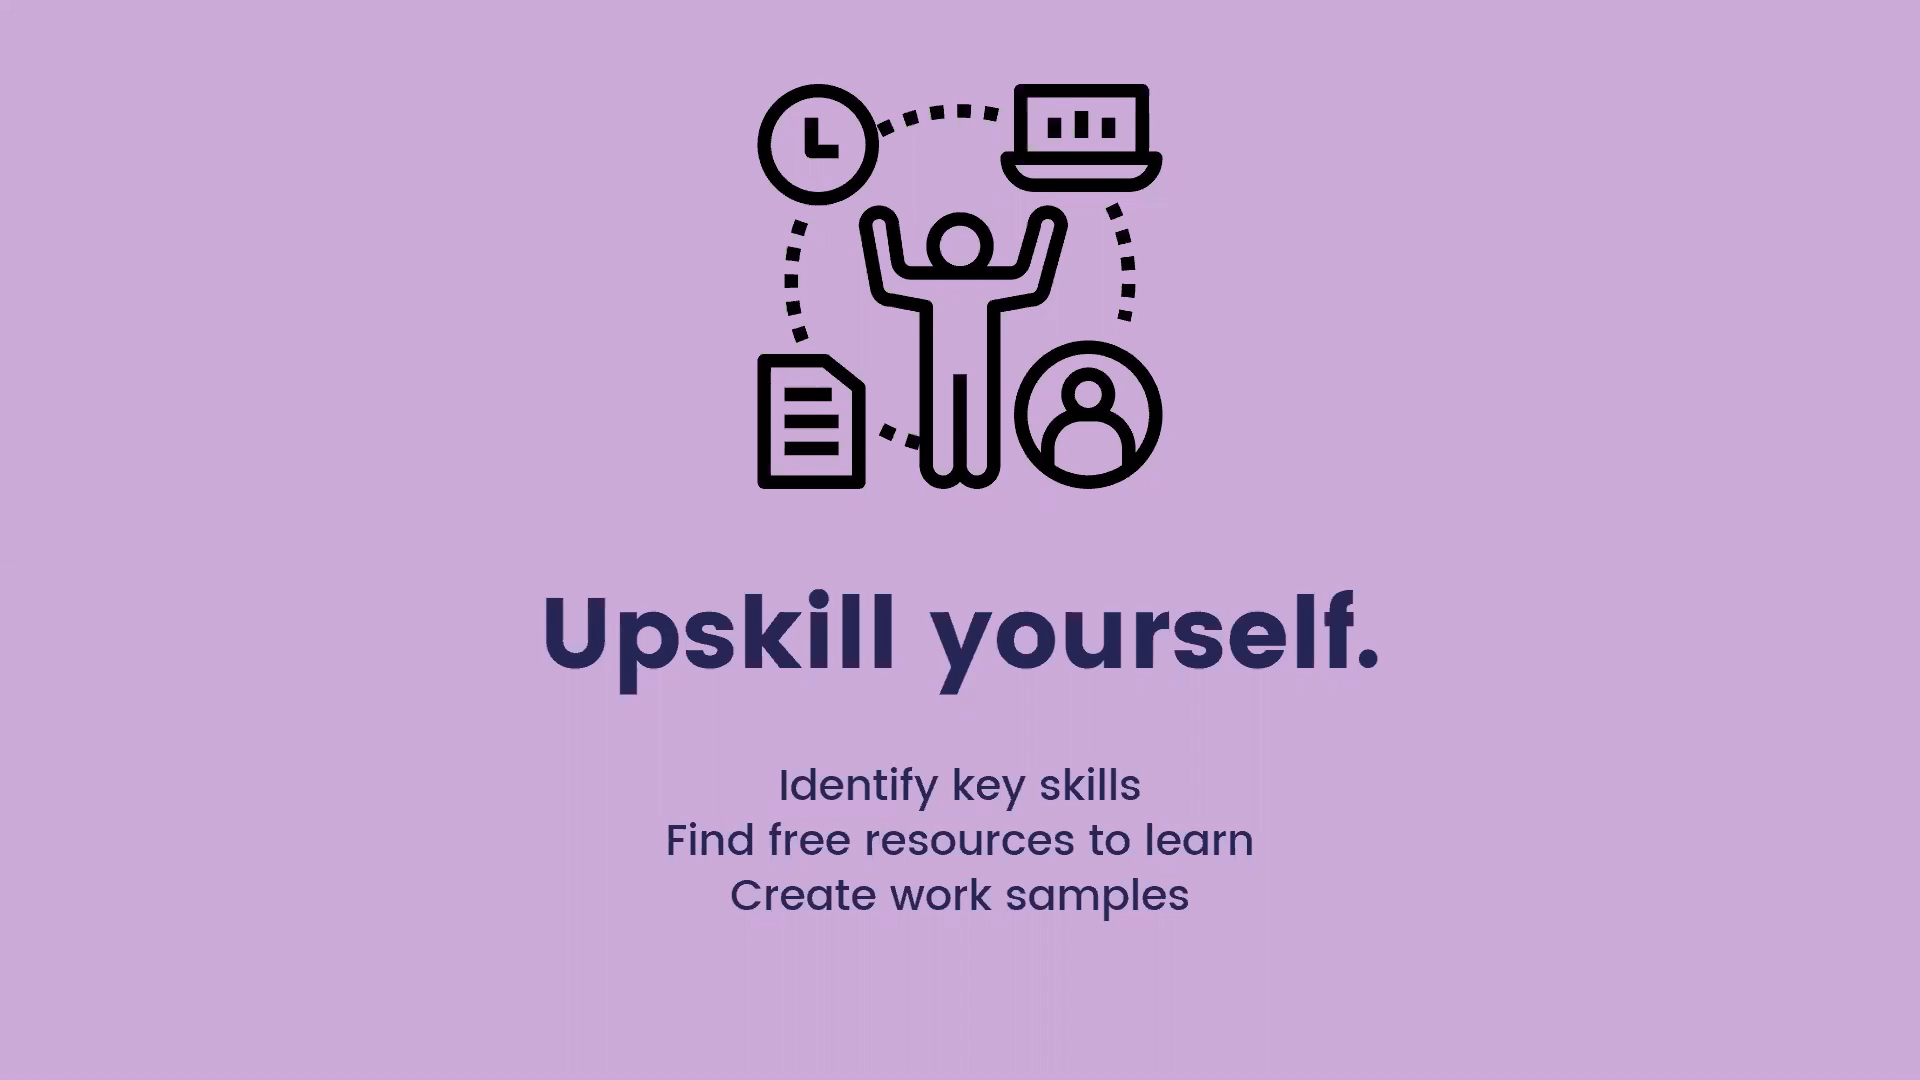 Upskill yourself.
Identify key skills
Find free resources to learn
Create work samples